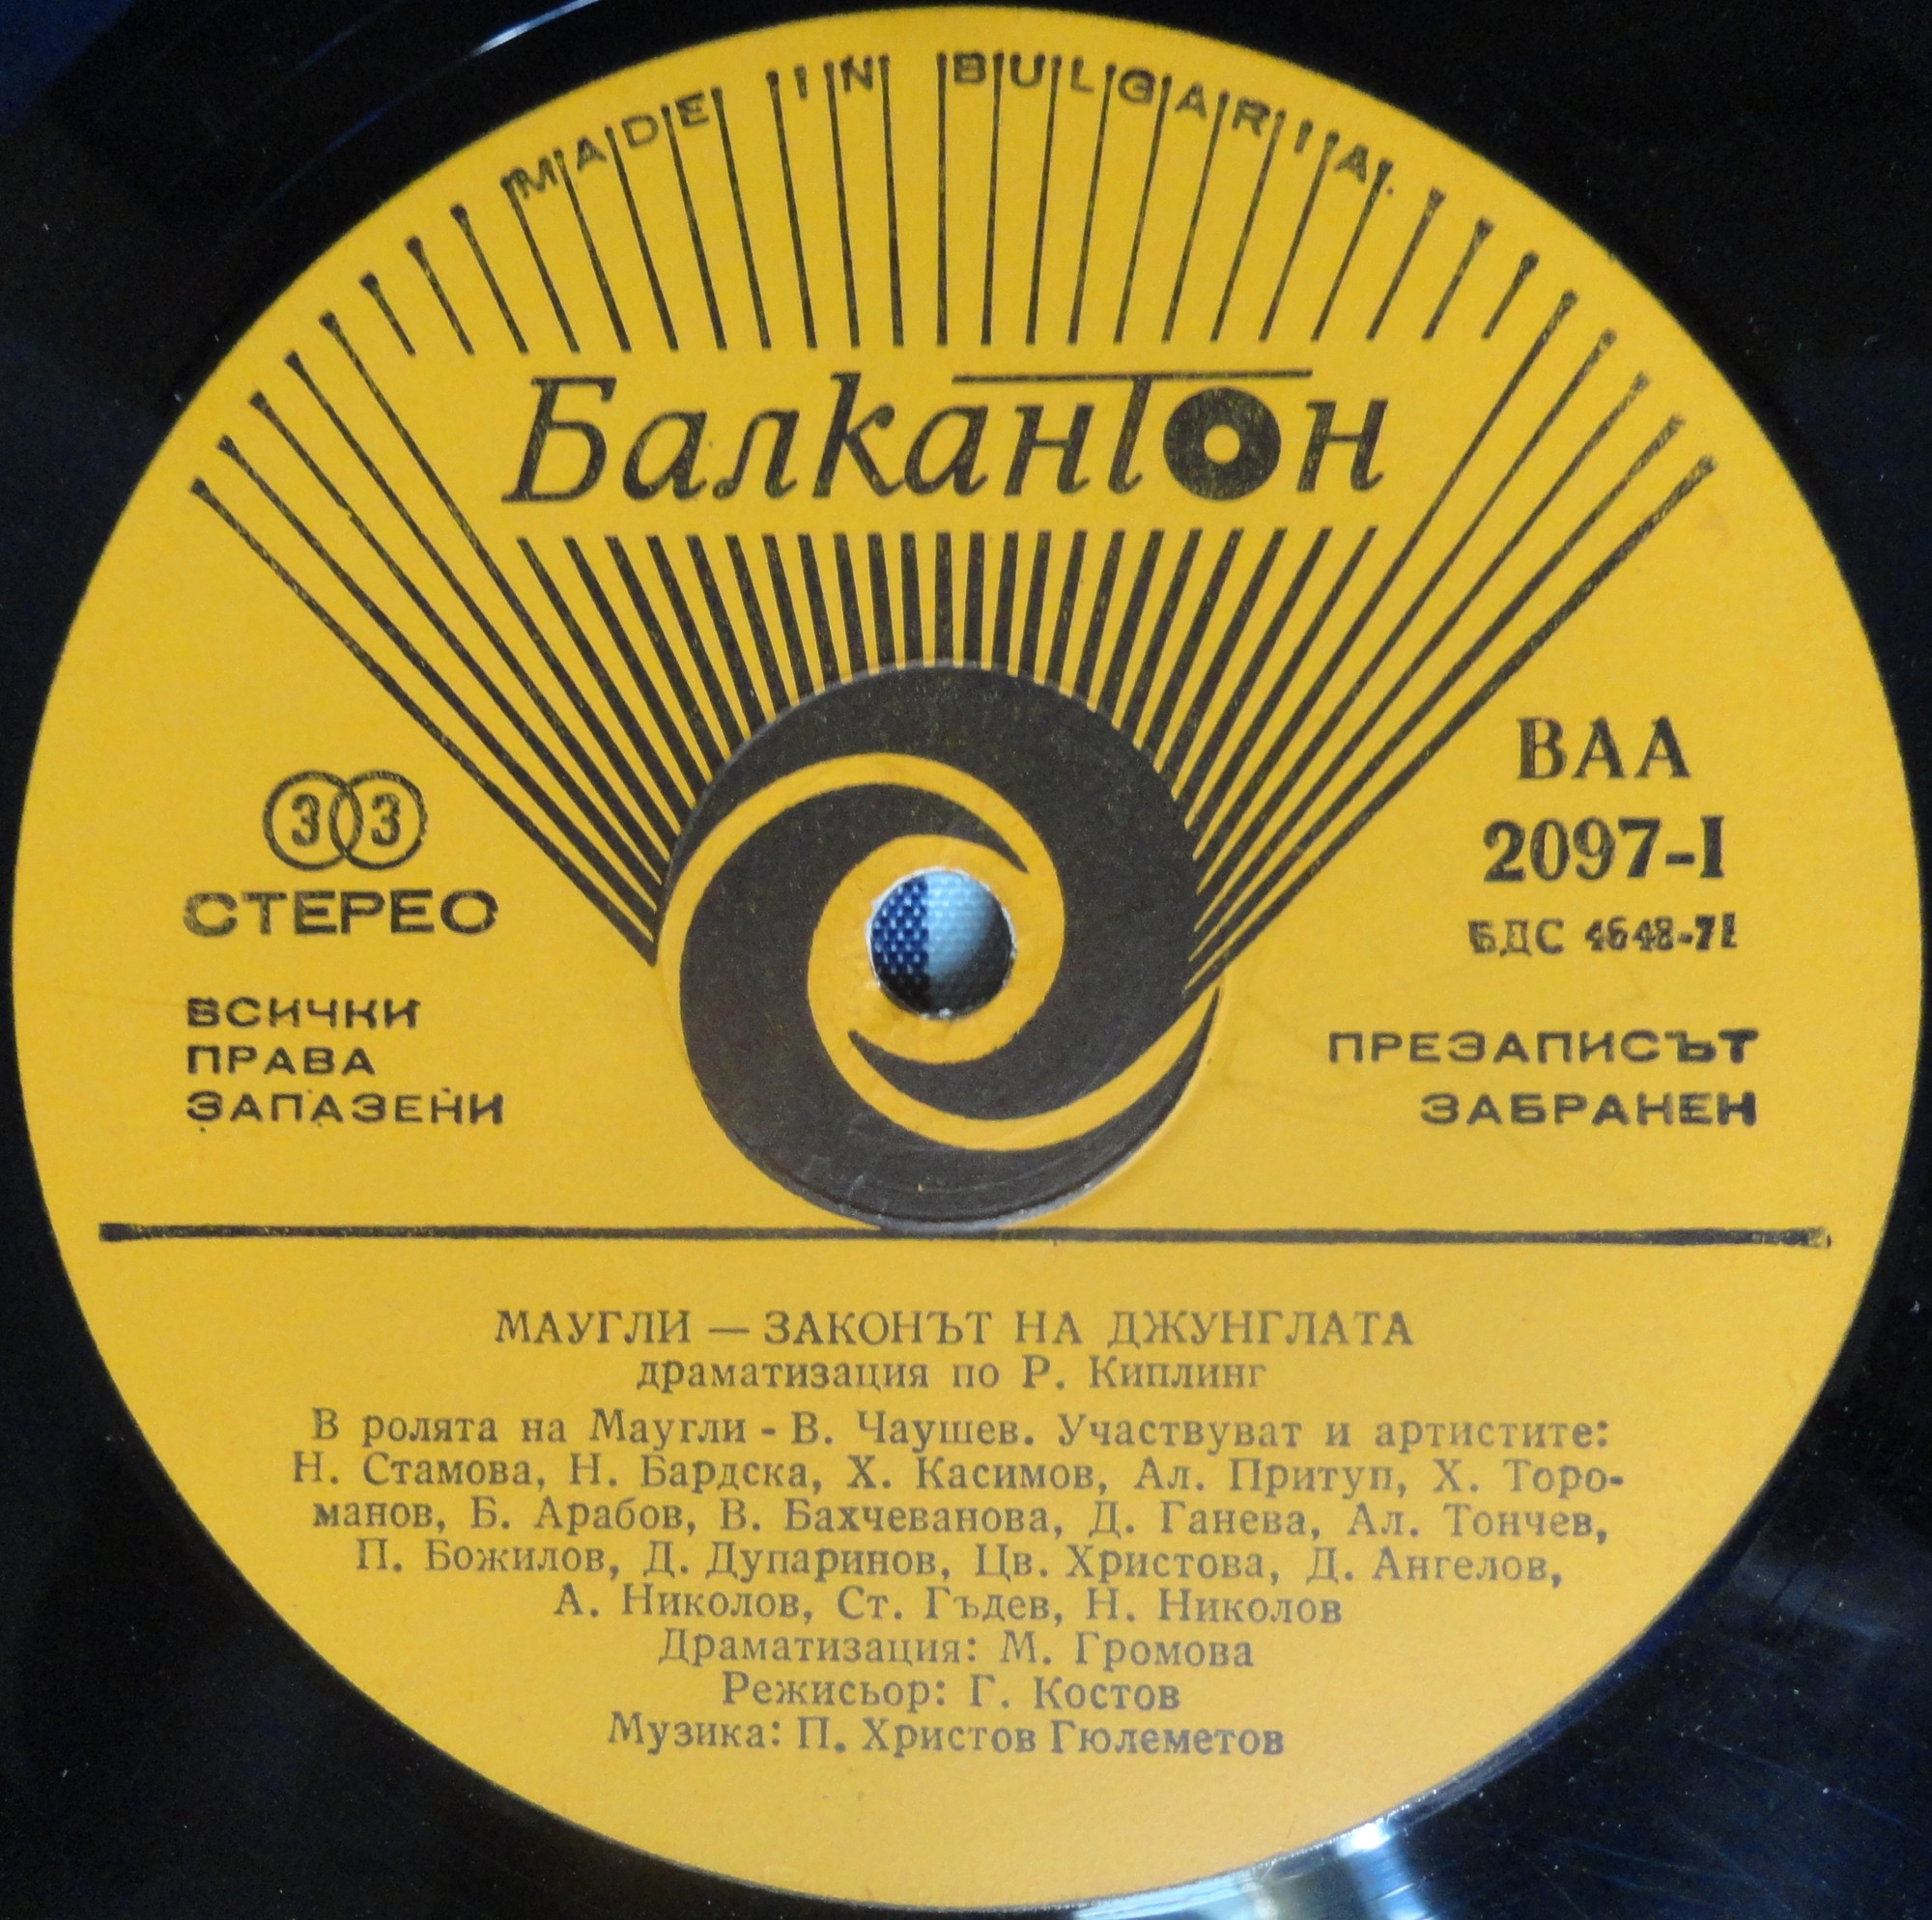 MADE IN BULGARIA.
Балкантон
33
СТЕРЕО
ВСИЧКИ
ПРАВА
ЗАПАЗЕНИ
ВАА
2097-I
БДС 4648-71
ПРЕЗАПИСЪТ
ЗАБРАНЕН
МАУГЛИ — ЗАКОНЪТ НА ДЖУНГЛАТА
драматизация по Р. Киплинг
В ролята на Маугли - В. Чаушев. Участвуват и артистите:
Н. Стамова, Н. Бардска, Х. Касимов, Ал. Притуп, Х. Торо-
манов, Б. Арабов, В. Бахчеванова, Д. Ганева, Ал. Тончев,
П. Божилов, Д. Дупаринов, Цв. Христова, Д. Ангелов,
А. Николов, Ст. Гъдев, Н. Николов
Драматизация: М. Громова
Режисьор: Г. Костов
Музика: П. Христов Гюлеметов